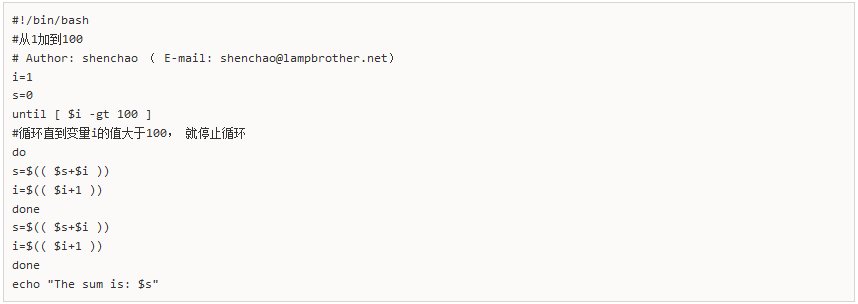 #!/bin/bash
#从1加到100
# Author: shenchao （ E-mail: shenchao@lampbrother.net）
i=1
s=0
until [ $i -gt 100 ]
#循环直到变量i的值大于100， 就停止循环
do
s=$(( $s+$i ))
i=$(( $i+1 ))
done
s=$(( $s+$i ))
i=$(( $i+1 ))
done
echo "The sum is: $s"